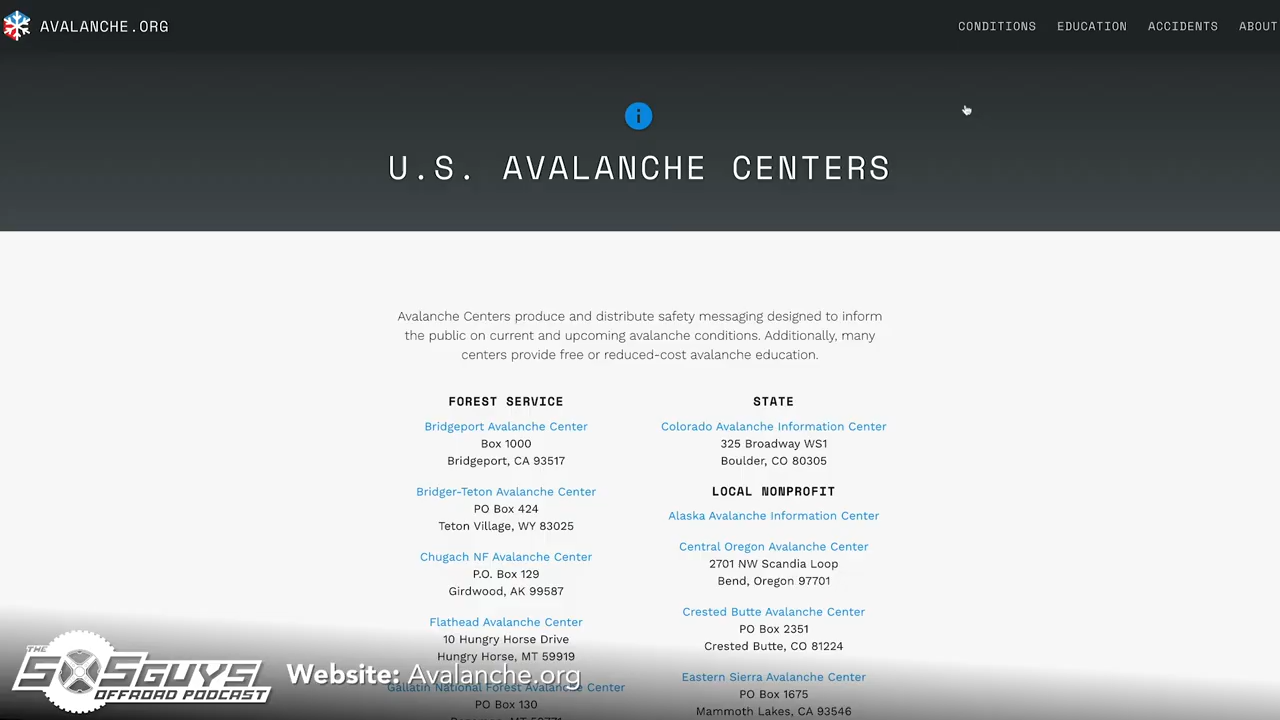 AVALANCHE.ORG
CONDITIONS EDUCATION ACCIDENTS ABOUT
i
U.S. AVALANCHE CENTERS
Avalanche Centers produce and distribute safety messaging designed to inform
the public on current and upcoming avalanche conditions. Additionally, many
centers provide free or reduced-cost avalanche education.
FOREST SERVICE
Bridgeport Avalanche Center
Box 1000
Bridgeport, CA 93517
Bridger-Teton Avalanche Center
PO Box 424
Teton Village, WY 83025
Chugach NF Avalanche Center
P.O. Box 129
Girdwood, AK 99587
Flathead Avalanche Center
10 Hungry Horse Drive
Hungry Horse, MT 59919
Gallatin National Forest Avalanche Center
PO Box 130
STATE
Colorado Avalanche Information Center
325 Broadway WS1
Boulder, CO 80305
LOCAL NONPROFIT
Alaska Avalanche Information Center
Central Oregon Avalanche Center
2701 NW Scandia Loop
Bend, Oregon 97701
Crested Butte Avalanche Center
PO Box 2351
Crested Butte, CO 81224
Eastern Sierra Avalanche Center
PO Box 1675
Mammoth Lakes, CA 93546
THE
SXSGUYS
OFFROAD PODCAST
Website: Avalanche.org